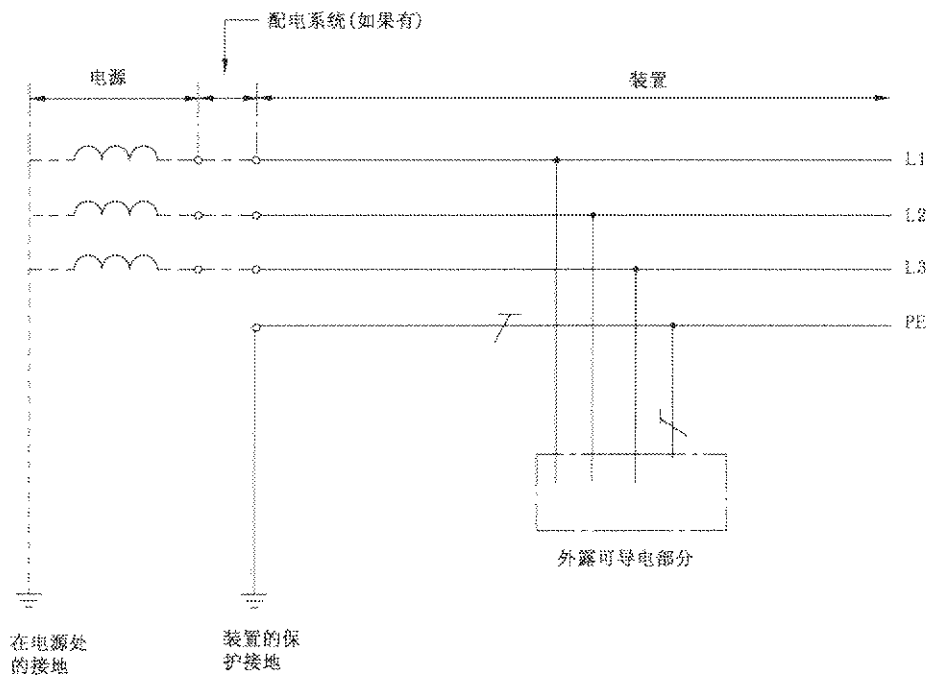 配电系统(如果有)
电源
装置
L1
L2
L3
PE
外露可导电部分
在电源处
的接地
装置的保
护接地